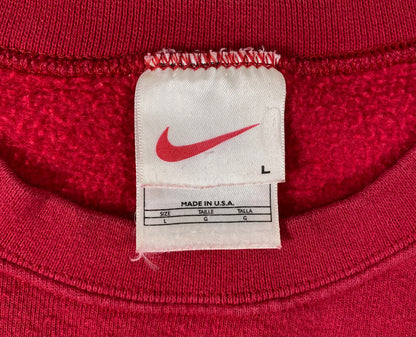 L
MADE IN U.S.A.
SIZE TAILLE TALLA
L G G